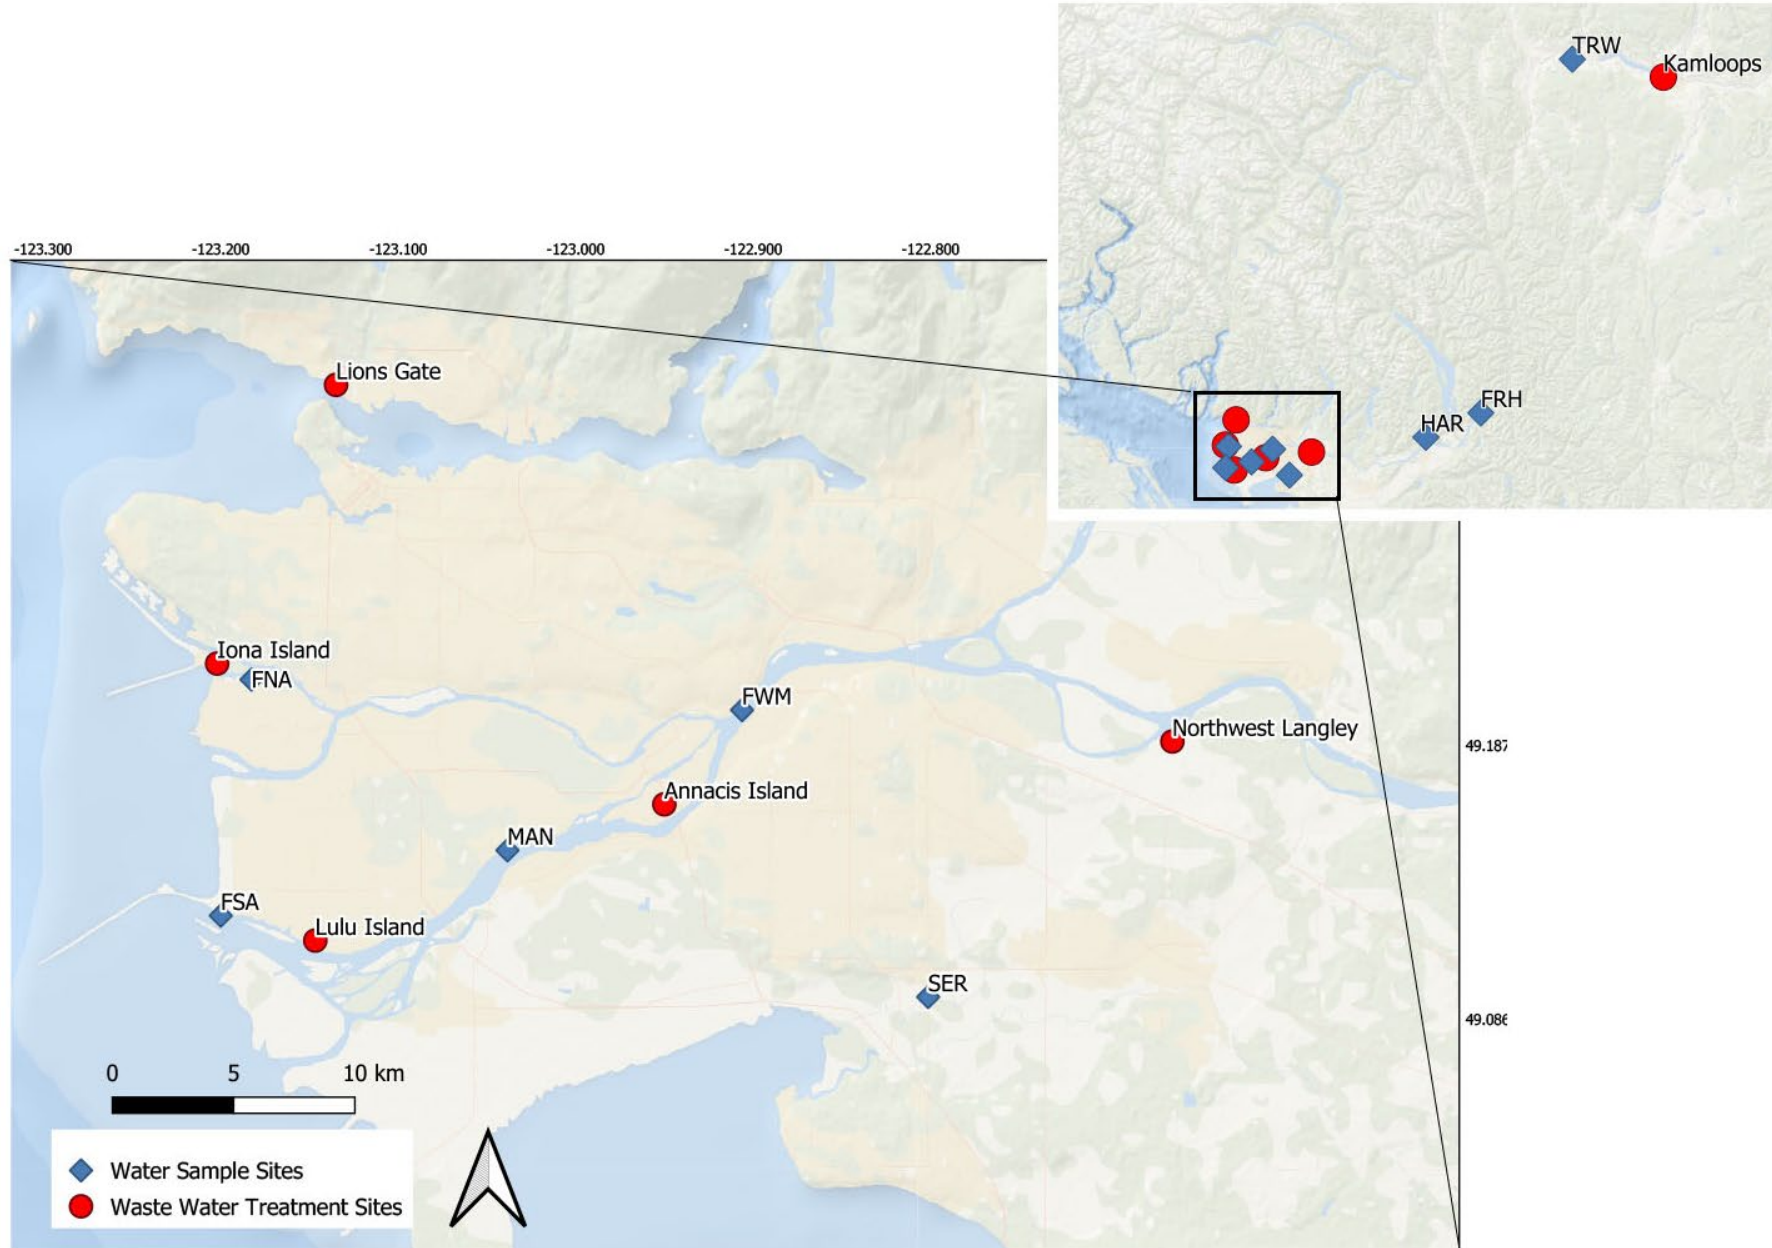 TRW
Kamloops
FRH
HAR
-123.300 -123.200 -123.100 -123.000 -122.900 -122.800
Lions Gate
Iona Island
FNA
FWM
Northwest Langley
49.187
Annacis Island
MAN
FSA
Lulu Island
SER
49.086
0 5 10 km
Water Sample Sites
Waste Water Treatment Sites